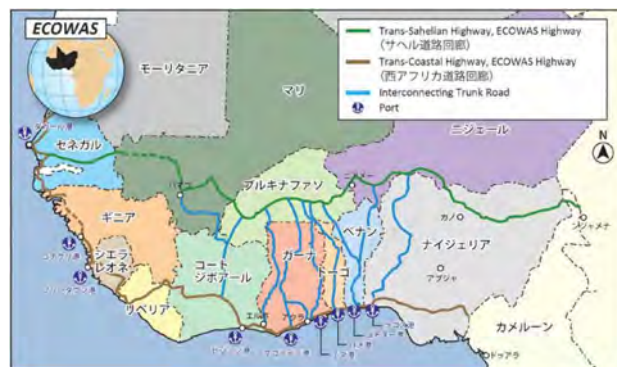 ECOWAS
Trans-Sahelian Highway, ECOWAS Highway
(サヘル道路回廊)
Trans-Coastal Highway, ECOWAS Highway
(西アフリカ道路回廊)
Interconnecting Trunk Road
Port
N
モーリタニア
マリ
ニジェール
セネガル
ブルキナファソ
ギニア
ベナン
カノ
ナイジェリア
シエラ
レオネ
コート
ジボアール
ガーナ
トーゴ
アブジャ
リベリア
アクラ
カメルーン
ドゥアラ